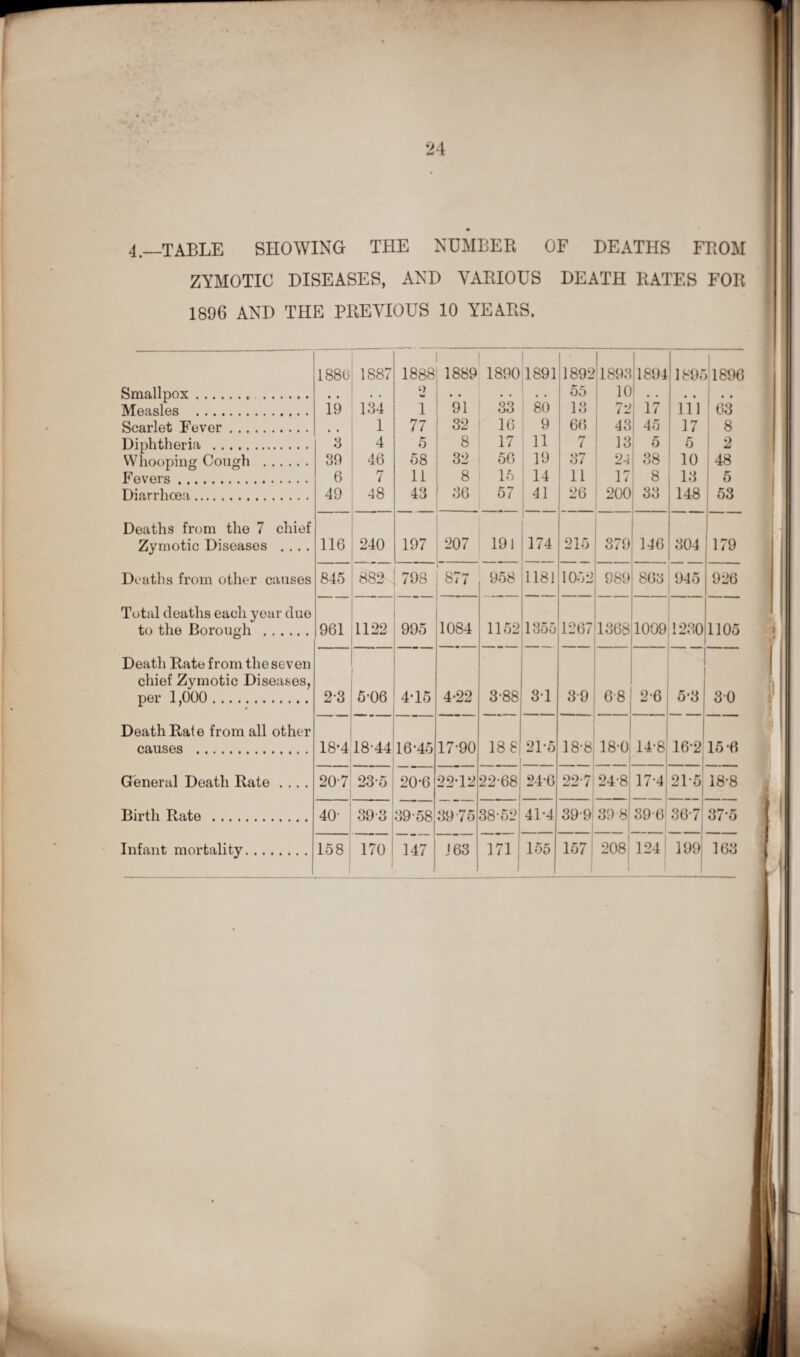 24
4.—TABLE SHOWING THE NUMBER OF DEATHS FROM
ZYMOTIC DISEASES, AND VARIOUS DEATH RATES FOR
1896 AND THE PREVIOUS 10 YEARS.
1886 1887 1888 1889 1890 1891 1892 1893 1894 1895 1896
Smallpox . . . . . . . . . . . . . .. .. 2 .. .. .. 55 10 .. .. ..
Measles . . . . . . . . . . . . . . 19 134 1 91 33 80 13 72 17 111 63
Scarlet Fever . . . . . . . . . . .. 1 77 32 16 9 66 43 45 17 8
Diphtheria . . . . . . . . . . . . 3 4 5 8 17 11 7 13 5 5 2
Whooping Cough . . . . . . 39 46 58 32 56 19 37 24 38 10 48
Fevers . . . . . . . . . . . . . . . . 6 7 11 8 15 14 11 17 8 13 5
Diarrhœa . . . . . . . . . . . . . . 49 48 43 36 57 41 26 200 33 148 53
Deaths from the 7 chief
Zymotic Diseases . . . . 116 240 197 207 191 174 215 379 146 304 179
Deaths from other causes 845 882 798 877 958 1181 1052 989 863 945 926
Total deaths each year due
to the Borough . . . . . . 961 1122 995 1084 1152 1355 1267 1368 1009 1230 1105
Death Rate from the seven
chief Zymotic Diseases,
per 1,000 . . . . . . . . . . . . 2·3 5·06 4·15 4·22 3·88 3·1 3·9 6·8 2·6 5·3 3·0
Death Rate from all other
causes . . . . . . . . . . . . . . 18·4 18·44 16·45 17·90 18 8 21·5 18·8 18·0 14·8 16·2 15·6
General Death Rate . . . . 20·7 23·5 20·6 22·12 22·68 24·6 22·7 24·8 17·4 21·5 18·8
Birth Rate . . . . . . . . . . . . 40· 39·3 39·58 39 75 38·52 41·4 39·9 39 8 39·6 36·7 37·5
Infant mortality . . . . . . . . 158 170 147 163 171 155 157 208 124 199 163